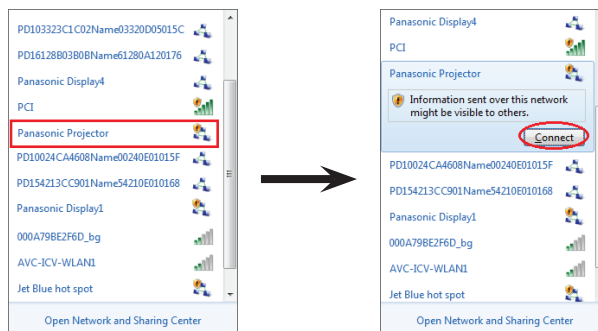 PD103323C1C02Name03320D05015C
PD16128B03B0BName61280A120176
Panasonic Display4
PCI
Panasonic Projector
PD10024CA4608Name00240E01015F
PD154213CC901Name54210E010168
Panasonic Display1
000A79BE2F6D_bg
AVC-ICV-WLAN1
Jet Blue hot spot
Open Network and Sharing Center
Panasonic Display4
PCI
Panasonic Projector
Information sent over this network
might be visible to others.
Connect
PD10024CA4608Name00240E01015F
PD154213CC901Name54210E010168
Panasonic Display1
000A79BE2F6D_bg
AVC-ICV-WLAN1
Jet Blue hot spot
Open Network and Sharing Center